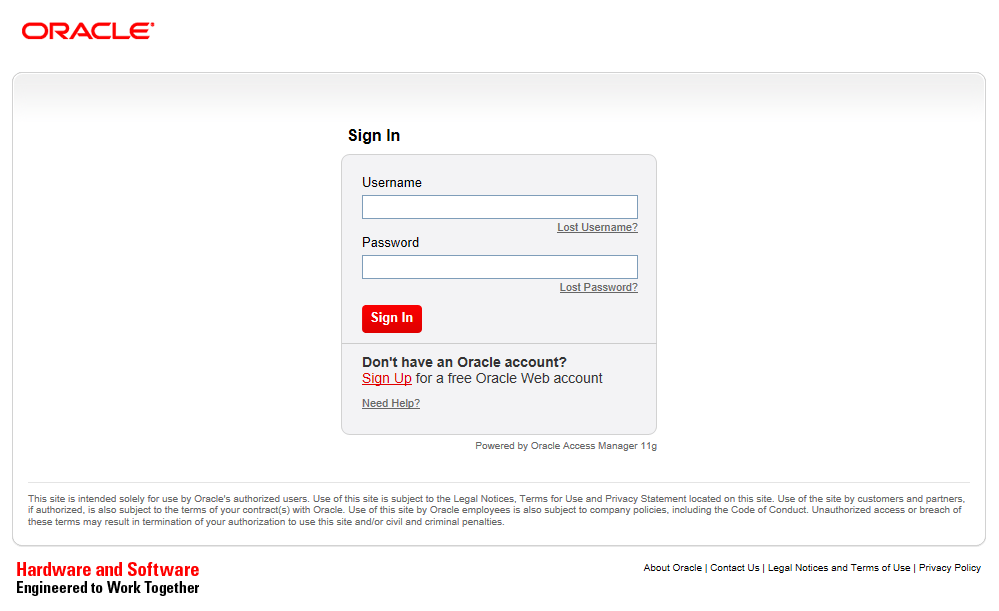 ORACLE
Sign In
Username
Lost Username?
Password
Lost Password?
Sign In
Don't have an Oracle account?
Sign Up for a free Oracle Web account
Need Help?
Powered by Oracle Access Manager 11g
This site is intended solely for use by Oracle's authorized users. Use of this site is subject to the Legal Notices, Terms for Use and Privacy Statement located on this site. Use of the site by customers and partners,
if authorized, is also subject to the terms of your contract(s) with Oracle. Use of this site by Oracle employees is also subject to company policies, including the Code of Conduct. Unauthorized access or breach of
these terms may result in termination of your authorization to use this site and/or civil and criminal penalties.
Hardware and Software
Engineered to Work Together
About Oracle | Contact Us | Legal Notices and Terms of Use | Privacy Policy